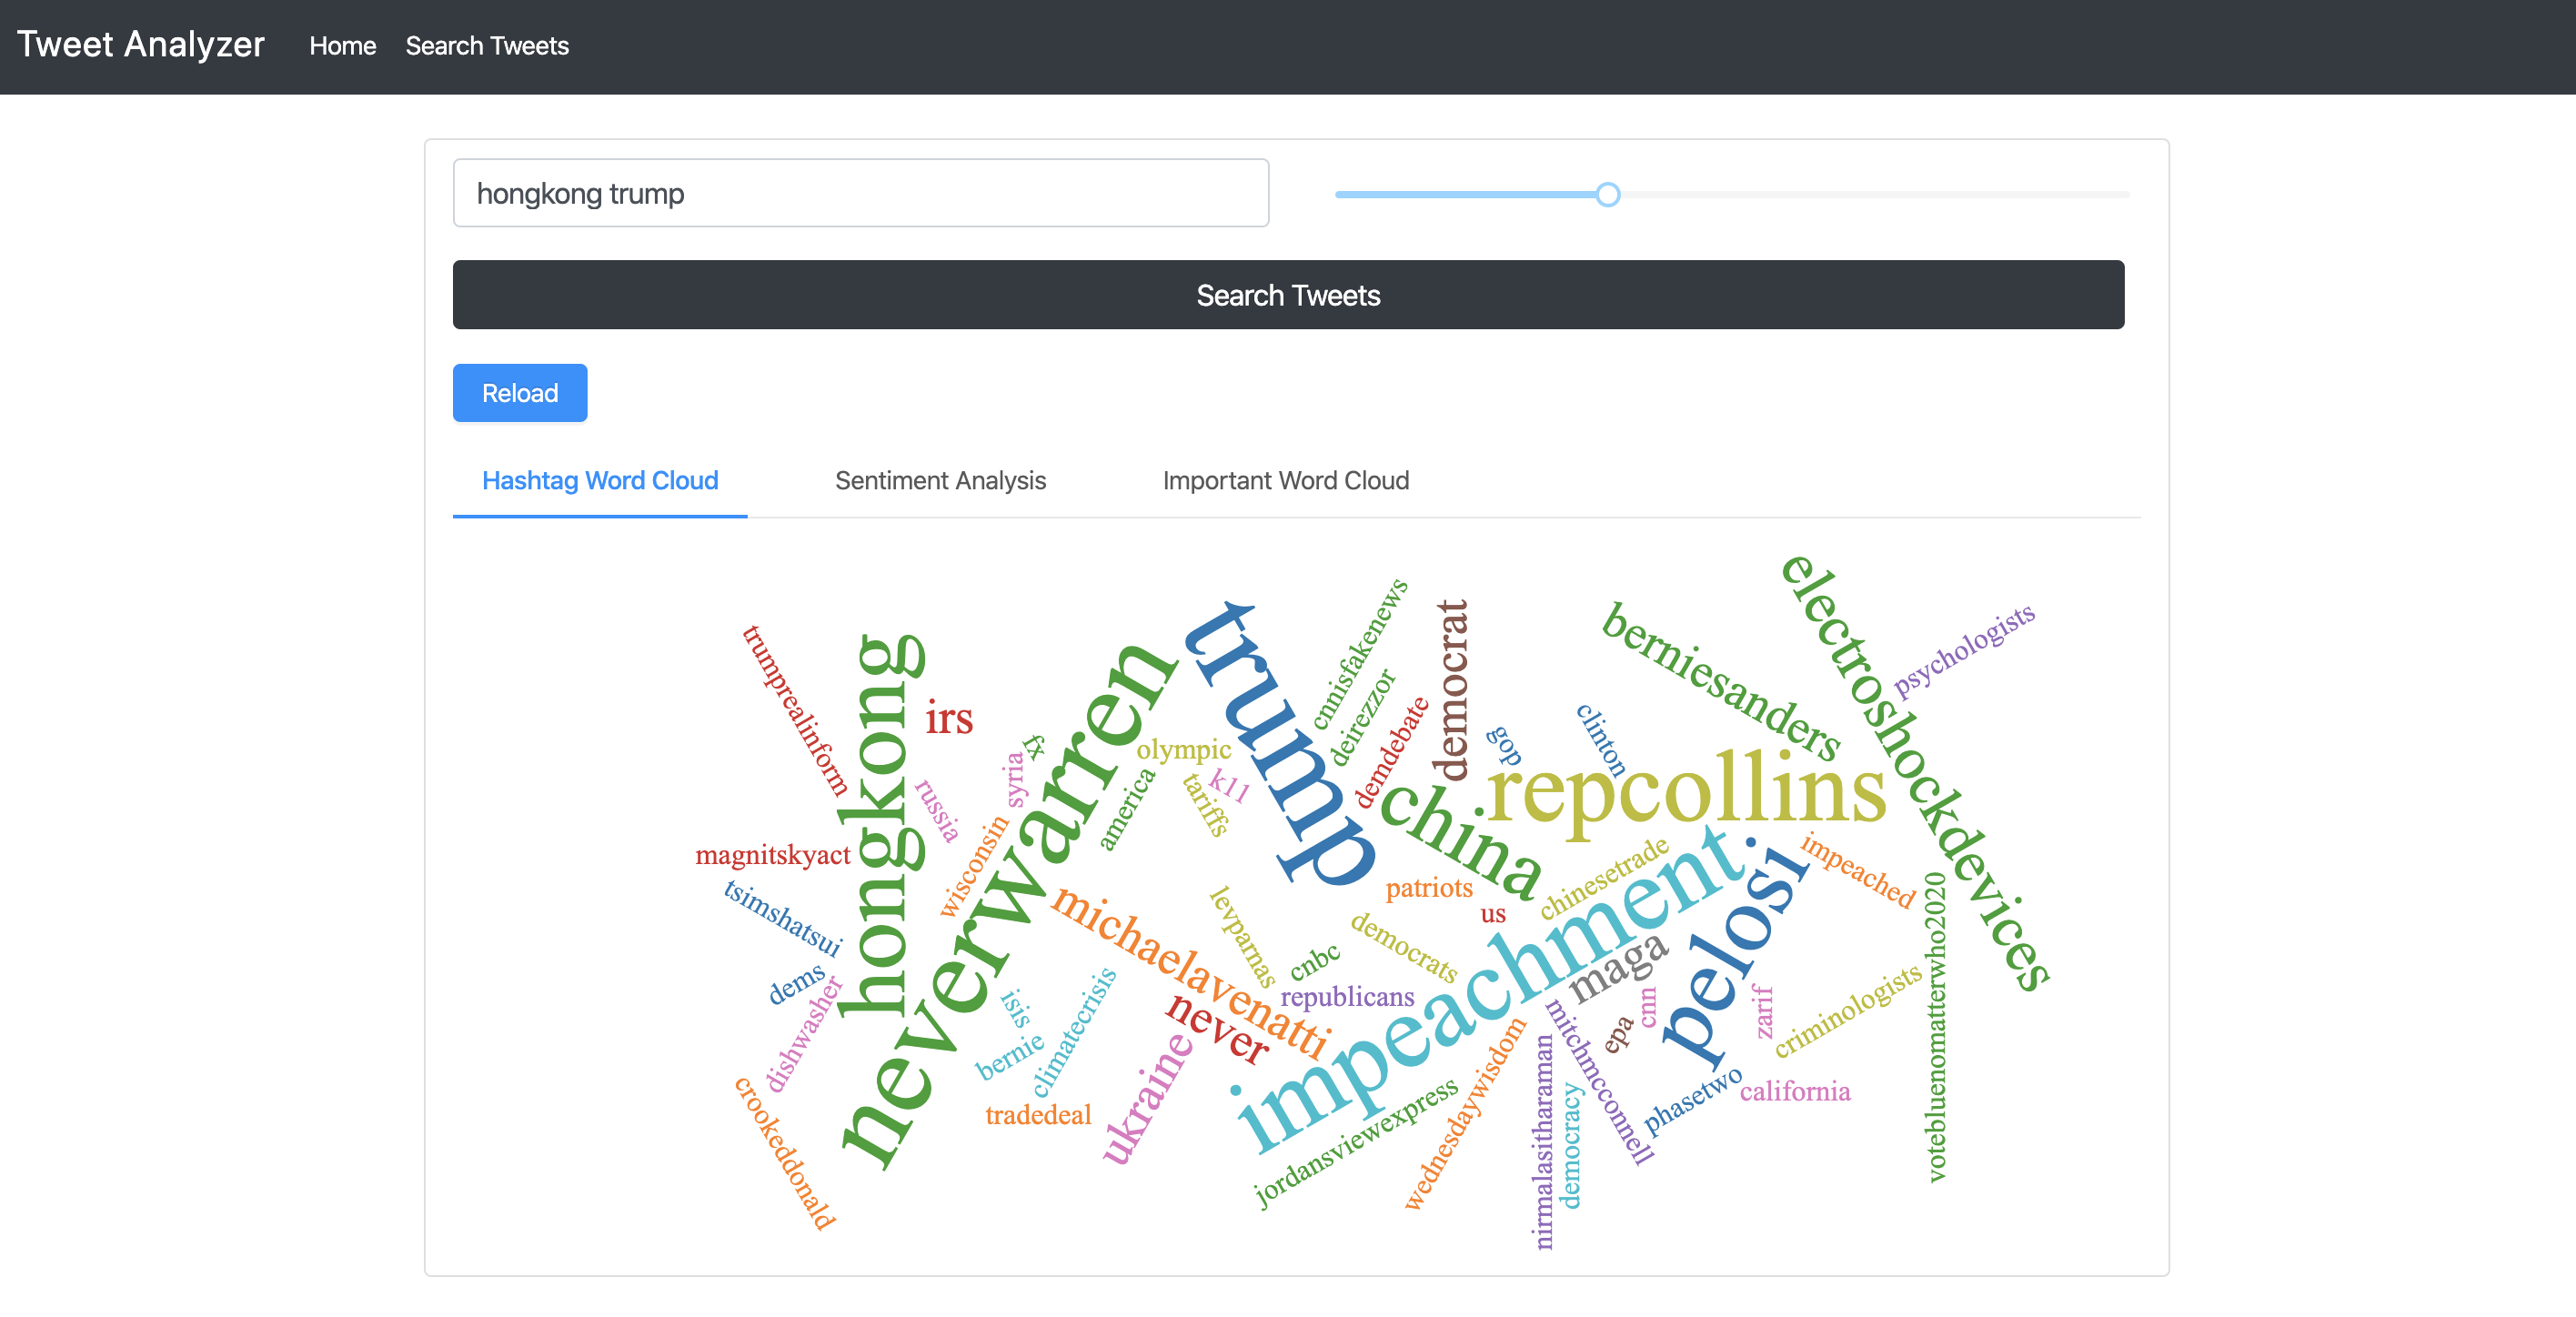 Tweet Analyzer Home Search Tweets
hongkong trump
Search Tweets
Reload
Hashtag Word Cloud Sentiment Analysis Important Word Cloud
trumprealinform
hongkong
irs
neverwarren
trump
cnnisfakenews
deirezzor
demdebate
democrat
gop
clinton
berniesanders
electroshockdevices
psychologists
fx
syria
russia
olympic
k11
tariffs
america
wisconsin
china
repcollins
magnitskyact
tsimshatsui
dems
dishwasher
crookeddonald
michaelavenatti
levparnas
cnbc
democrats
patriots
us
chinesetrade
impeachment
maga
pelosi
impeached
isis
bernie
climatecrisis
tradedeal
never
ukraine
republicans
jordansviewexpress
wednesdaywisdom
nirmalasitharaman
democracy
mitchmcconnell
epa
cnn
zarif
criminologists
phasetwo
california
votebluenomatterwho2020